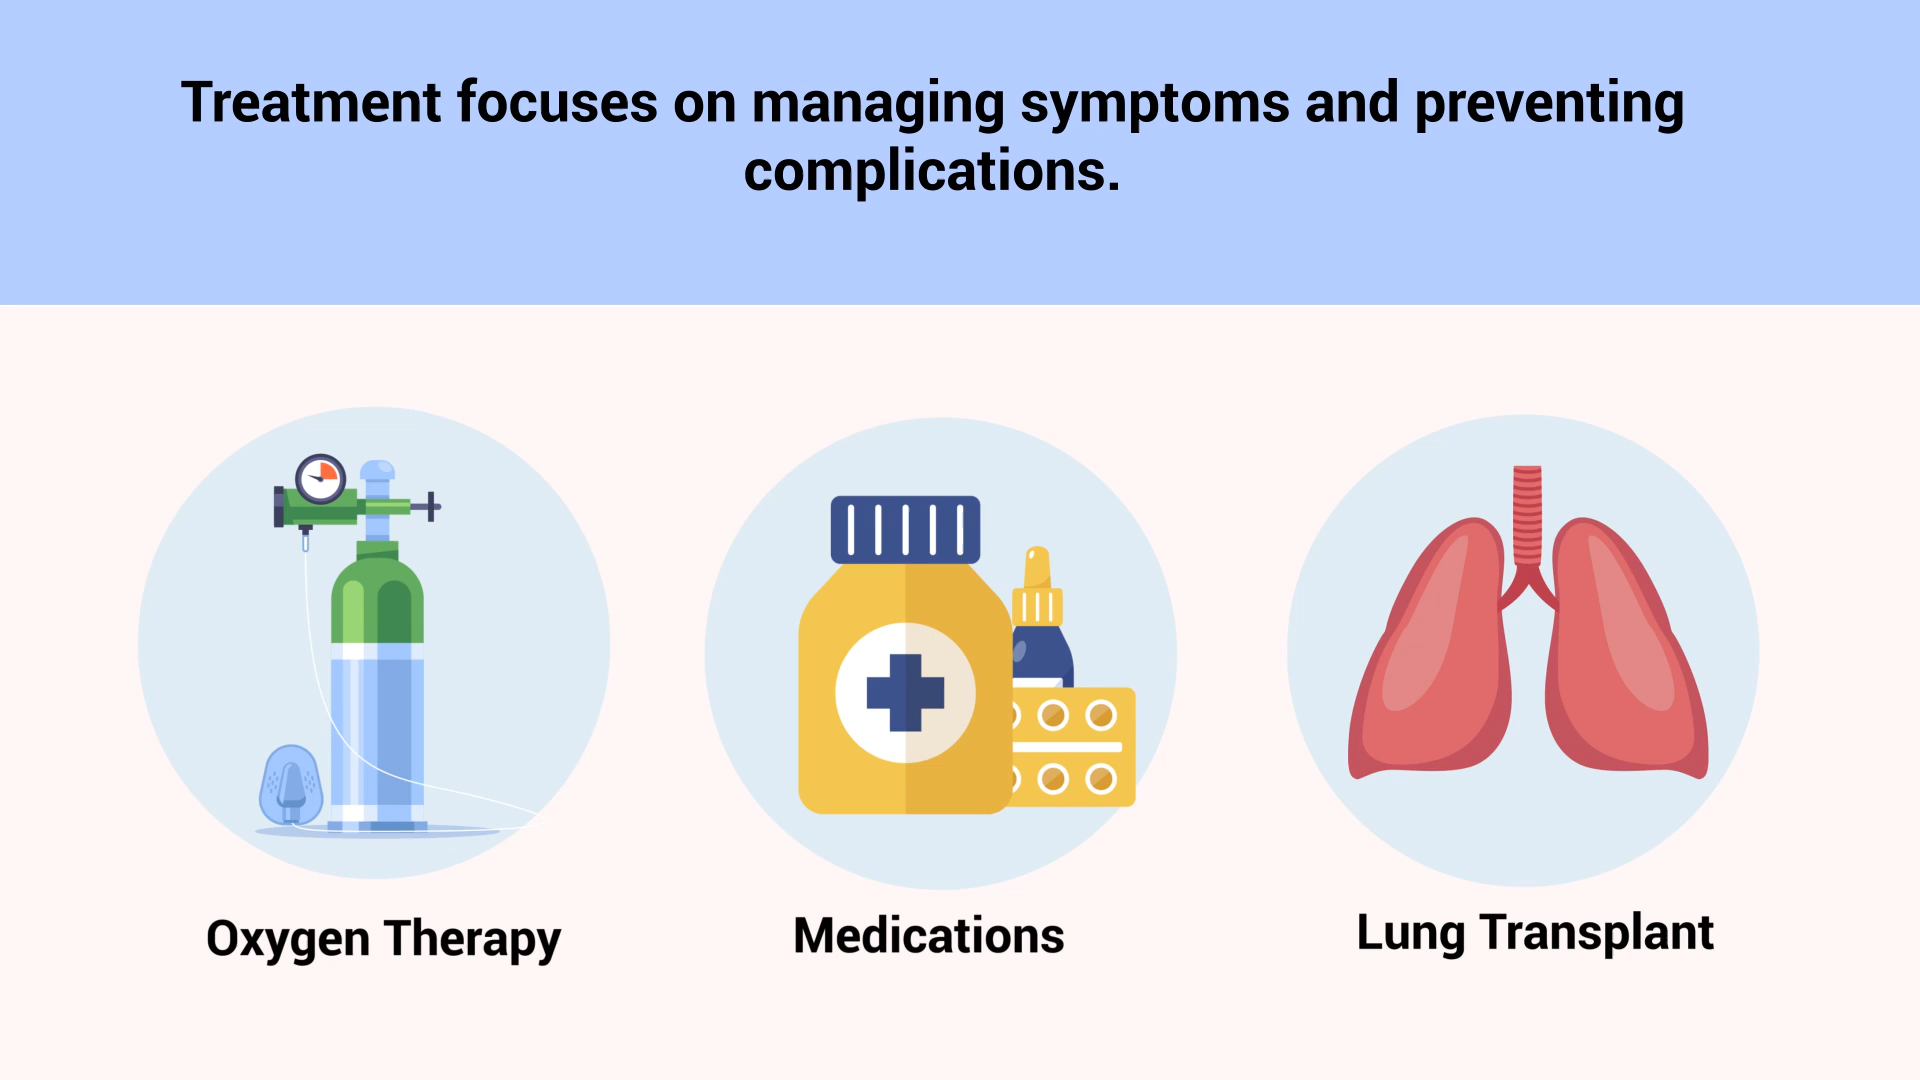 Treatment focuses on managing symptoms and preventing
complications.
Oxygen Therapy
Medications
Lung Transplant